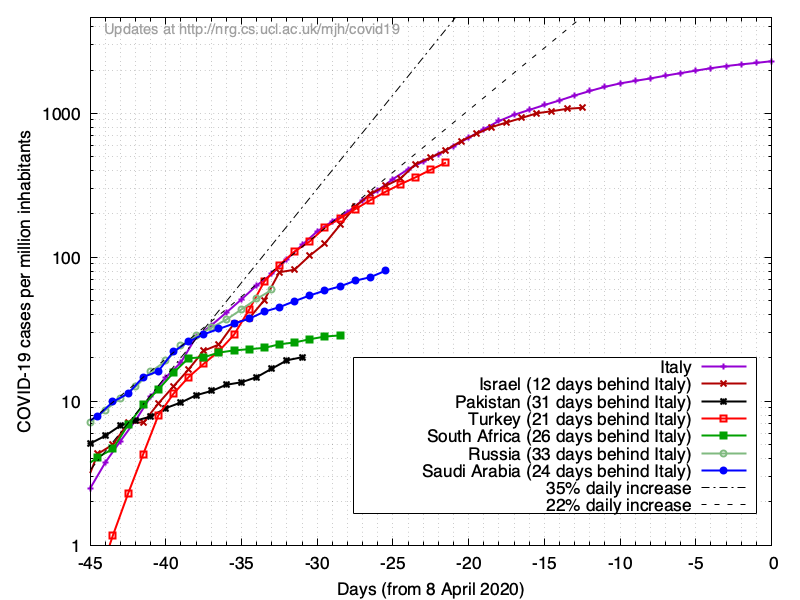 Updates at http://nrg.cs.ucl.ac.uk/mjh/covid19
COVID-19 cases per million inhabitants
1000
100
10
1
Italy
Israel (12 days behind Italy)
Pakistan (31 days behind Italy)
Turkey (21 days behind Italy)
South Africa (26 days behind Italy)
Russia (33 days behind Italy)
Saudi Arabia (24 days behind Italy)
35% daily increase
22% daily increase
-45 -40 -35 -30 -25 -20 -15 -10 -5 0
Days (from 8 April 2020)